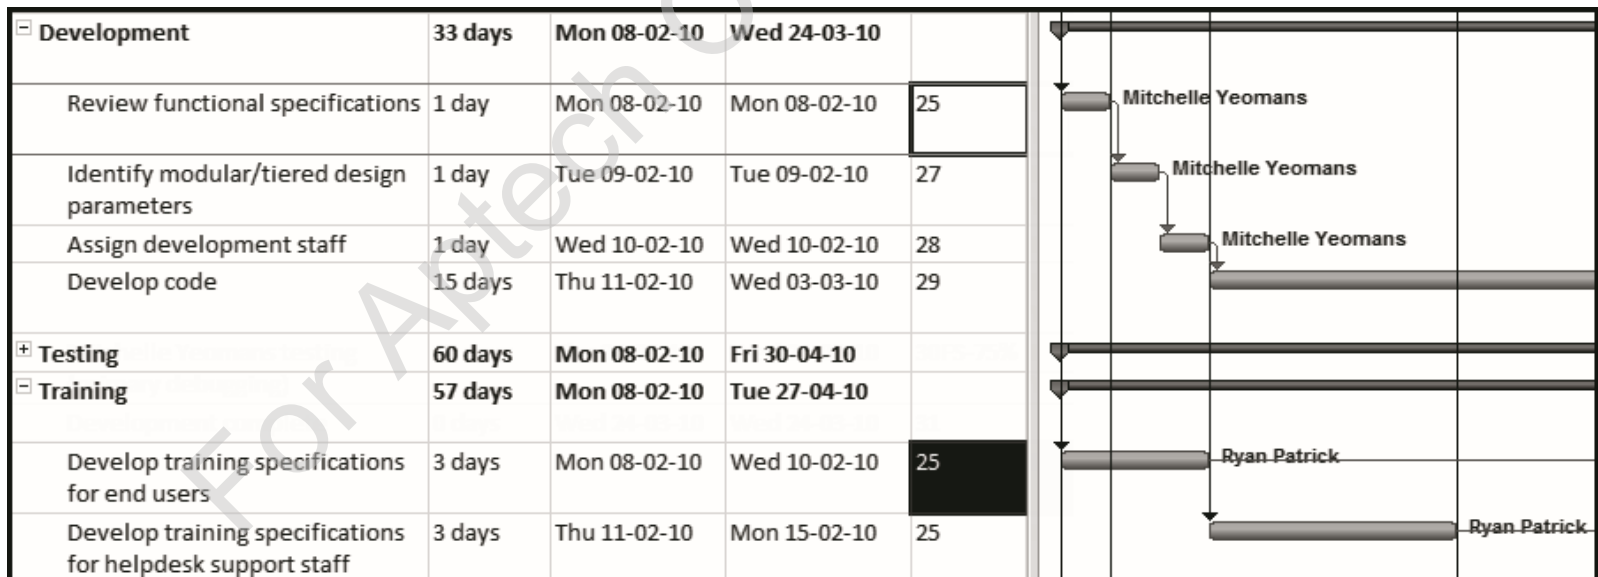 Development 33 days Mon 08-02-10 Wed 24-03-10
Review functional specifications 1 day Mon 08-02-10 Mon 08-02-10 25 Mitchelle Yeomans
Identify modular/tiered design 1 day Tue 09-02-10 Tue 09-02-10 27 Mitchelle Yeomans
parameters
Assign development staff 1 day Wed 10-02-10 Wed 10-02-10 28 Mitchelle Yeomans
Develop code 15 days Thu 11-02-10 Wed 03-03-10 29
Testing 60 days Mon 08-02-10 Fri 30-04-10
Training 57 days Mon 08-02-10 Tue 27-04-10
Develop training specifications 3 days Mon 08-02-10 Wed 10-02-10 25 Ryan Patrick
for end users
Develop training specifications 3 days Thu 11-02-10 Mon 15-02-10 25 Ryan Patrick
for helpdesk support staff
For Aptech